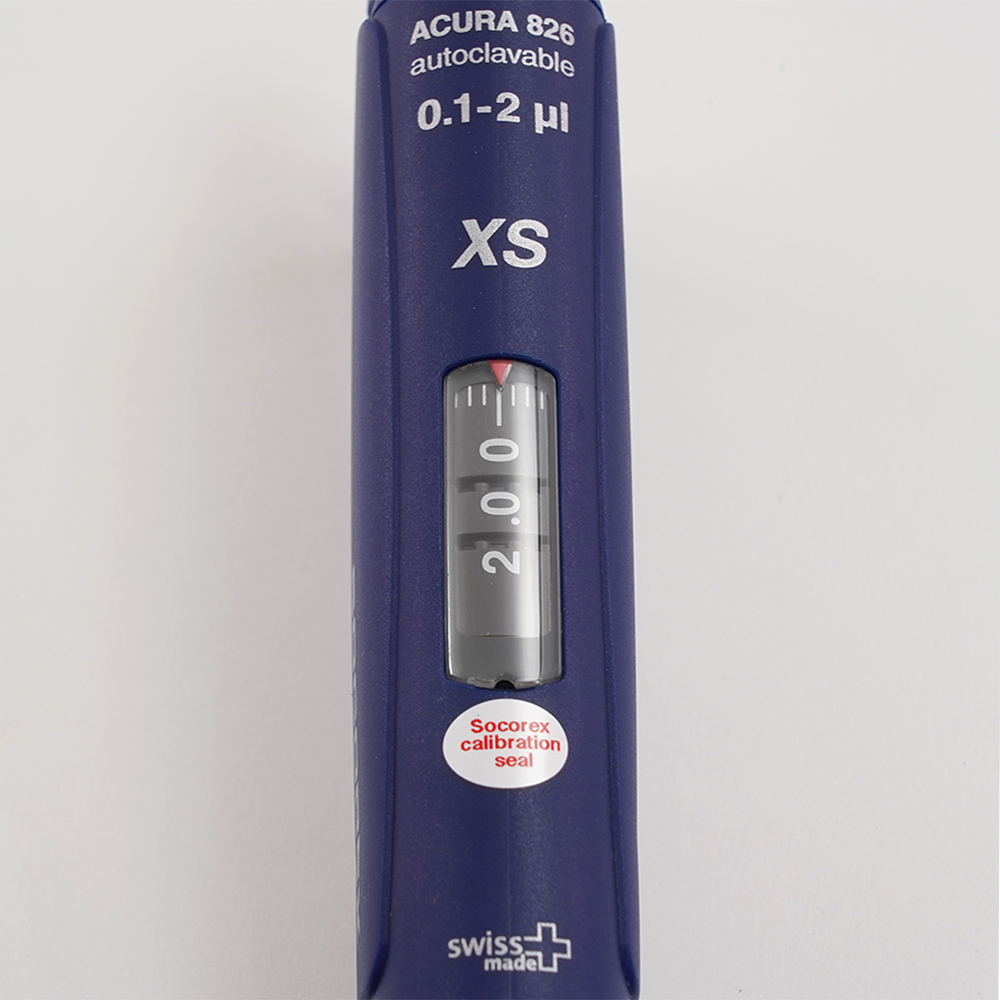 ACURA 826
autoclavable
0.1-2 µl
XS
2.00
Socorex
calibration
seal
swiss
made